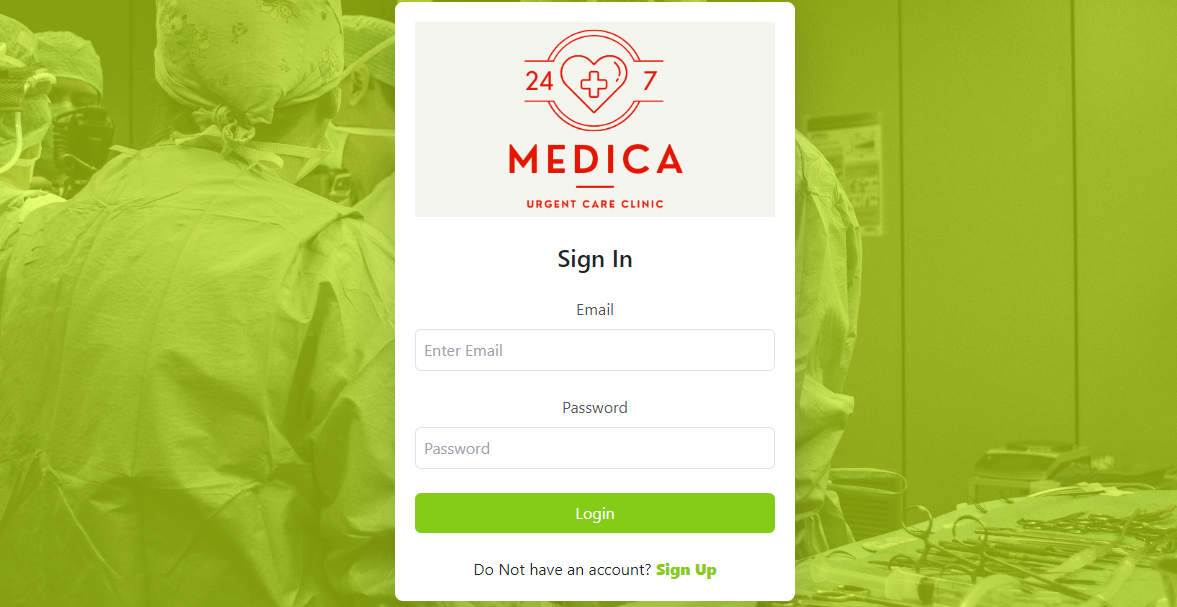 24 7
MEDICA
URGENT CARE CLINIC
Sign In
Email
Enter Email
Password
Password
Login
Do Not have an account? Sign Up